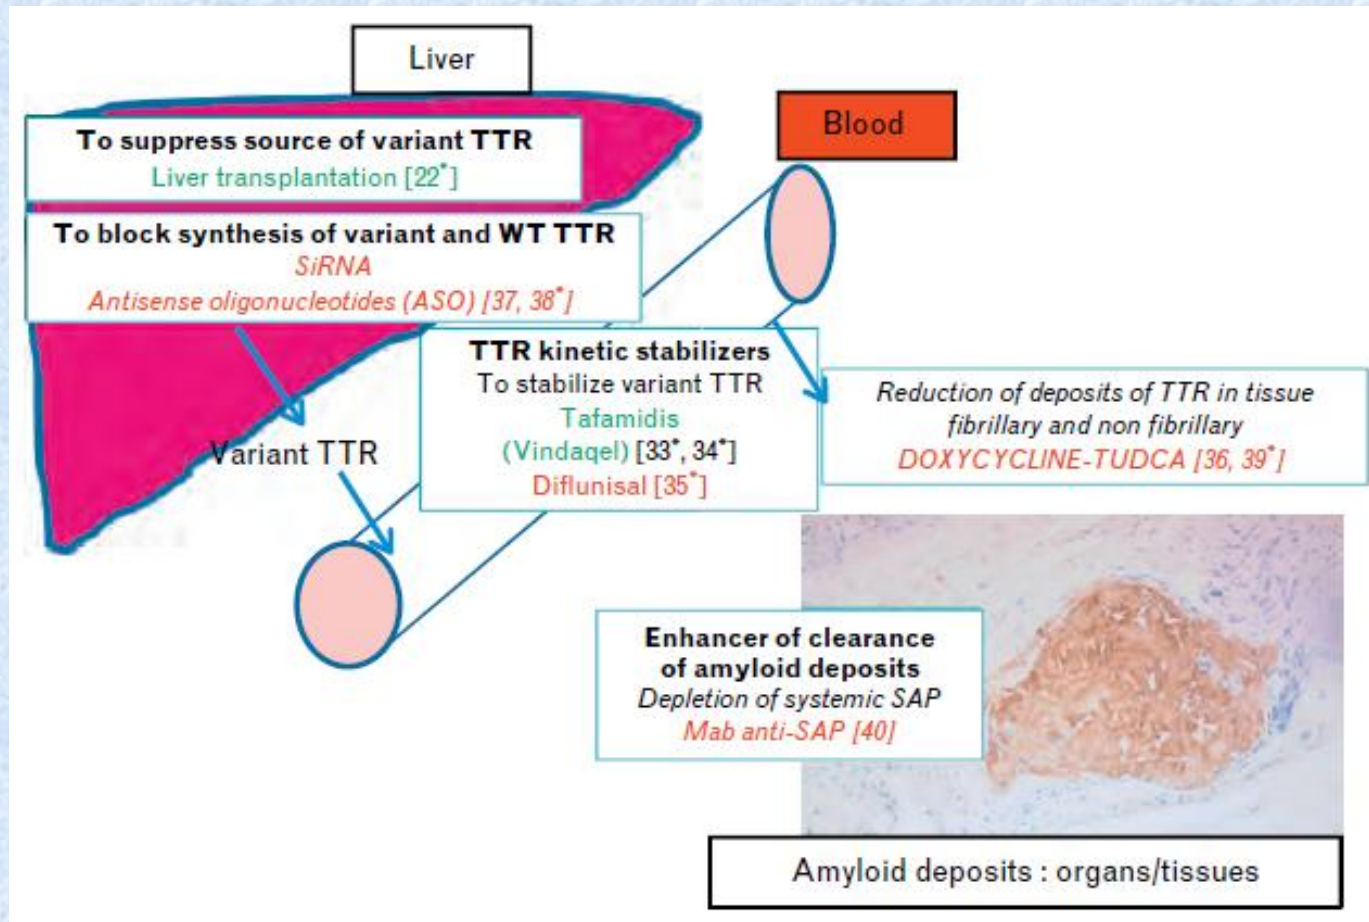 Liver
Blood
To suppress source of variant TTR
Liver transplantation [22*]
To block synthesis of variant and WT TTR
SiRNA
Antisense oligonucleotides (ASO) [37, 38*]
Variant TTR
TTR kinetic stabilizers
To stabilize variant TTR
Tafamidis
(Vindaqel) [33*, 34*]
Diflunisal [35*]
Reduction of deposits of TTR in tissue
fibrillary and non fibrillary
DOXYCYCLINE-TUDCA [36, 39*]
Enhancer of clearance
of amyloid deposits
Depletion of systemic SAP
Mab anti-SAP [40]
Amyloid deposits : organs/tissues